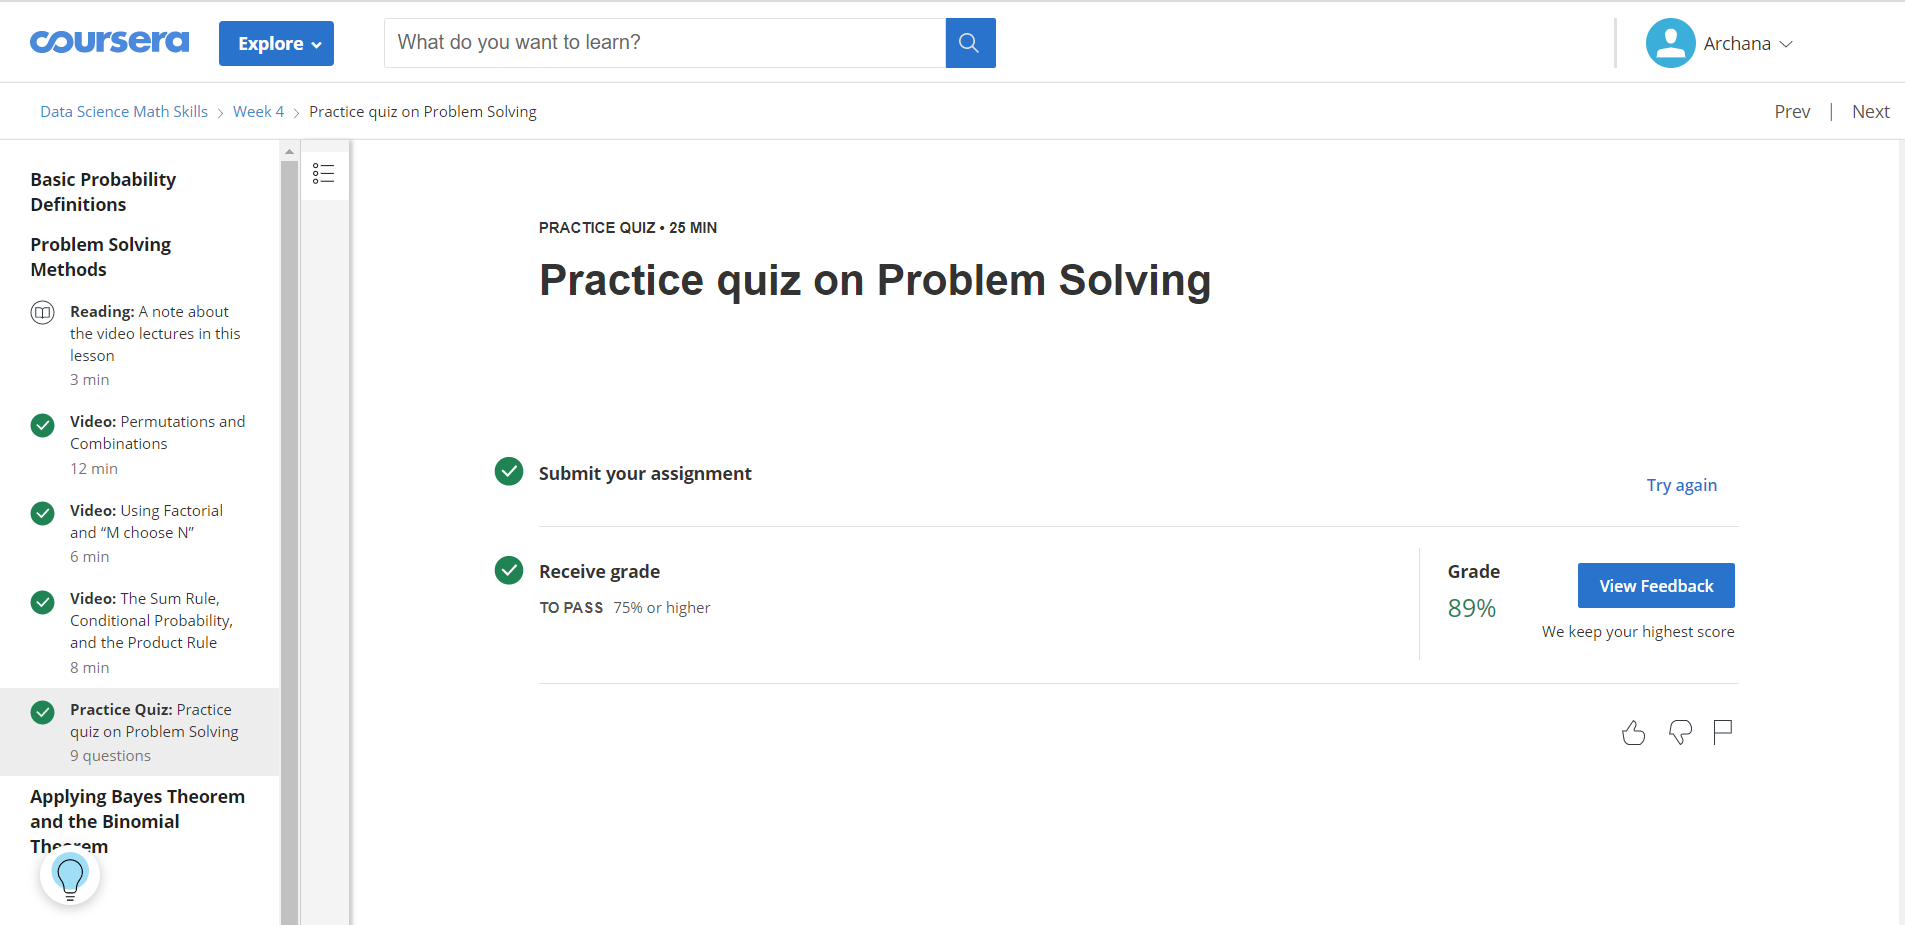 coursera
Explore
What do you want to learn?
Archana
Data Science Math Skills
Week 4
Practice quiz on Problem Solving
Prev | Next
Basic Probability
Definitions
Problem Solving
Methods
Reading: A note about
the video lectures in this
lesson
3 min
Video: Permutations and
Combinations
12 min
Video: Using Factorial
and “M choose N”
6 min
Video: The Sum Rule,
Conditional Probability,
and the Product Rule
8 min
Practice Quiz: Practice
quiz on Problem Solving
9 questions
Applying Bayes Theorem
and the Binomial
Theorem
PRACTICE QUIZ • 25 MIN
Practice quiz on Problem Solving
Submit your assignment
Try again
Receive grade
TO PASS 75% or higher
Grade
89%
View Feedback
We keep your highest score